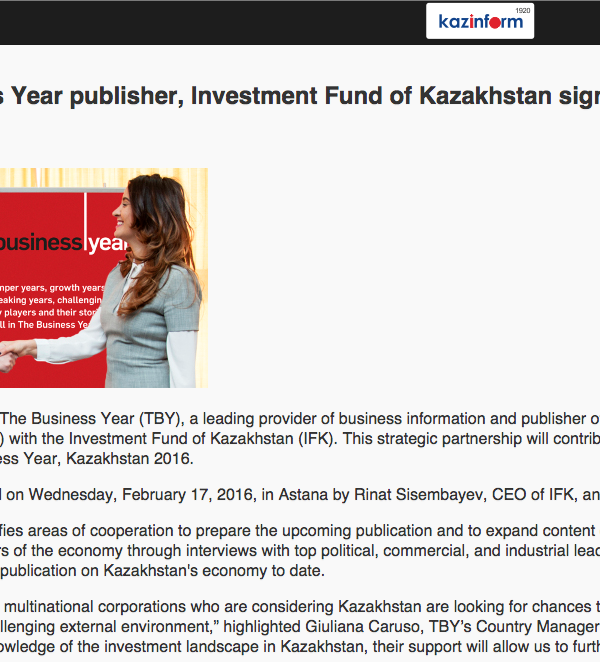 1920
kazinform
s Year publisher, Investment Fund of Kazakhstan sign
business year
mper years, growth years
eaking years, challengin
y players and their stor
ll in The Business Ye
The Business Year (TBY), a leading provider of business information and publisher o
) with the Investment Fund of Kazakhstan (IFK). This strategic partnership will contrib
ess Year, Kazakhstan 2016.
d on Wednesday, February 17, 2016, in Astana by Rinat Sisembayev, CEO of IFK, an
fies areas of cooperation to prepare the upcoming publication and to expand content
rs of the economy through interviews with top political, commercial, and industrial lead
publication on Kazakhstan's economy to date.
multinational corporations who are considering Kazakhstan are looking for chances t
llenging external environment,” highlighted Giuliana Caruso, TBY’s Country Manager
owledge of the investment landscape in Kazakhstan, their support will allow us to furth